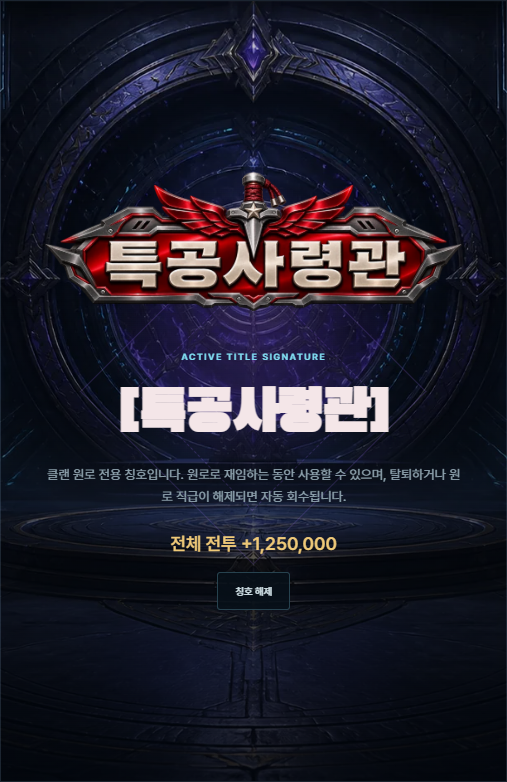 특공사령관
ACTIVE TITLE SIGNATURE
[특공사령관]
클랜 원로 전용 칭호입니다. 원로로 재임하는 동안 사용할 수 있으며, 탈퇴하거나 원
로 직급이 해제되면 자동 회수됩니다.
전체 전투 +1,250,000
칭호 해제